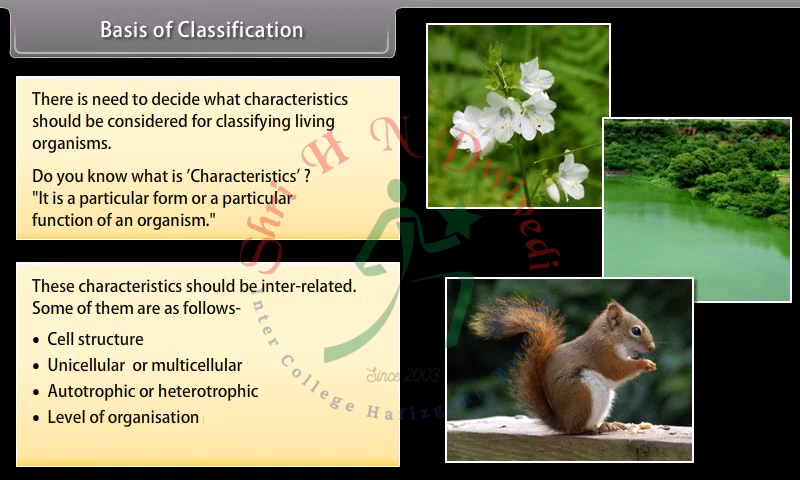 Basis of Classification
There is need to decide what characteristics
should be considered for classifying living
organisms.
Do you know what is 'Characteristics' ?
"It is a particular form or a particular
function of an organism."
These characteristics should be inter-related.
Some of them are as follows-
• Cell structure
• Unicellular or multicellular
• Autotrophic or heterotrophic
• Level of organisation
Shri H N Dwivedi
Inter College
Since 2003